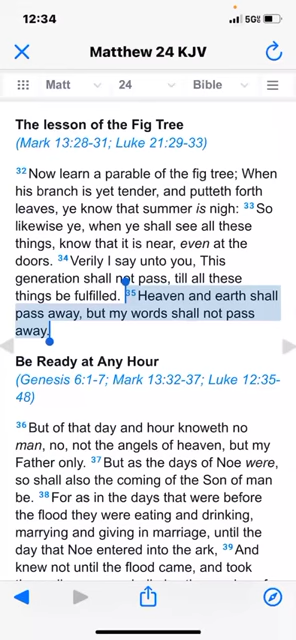 12:34
5G
Matthew 24 KJV
Matt 24 Bible
The lesson of the Fig Tree
(Mark 13:28-31; Luke 21:29-33)
32 Now learn a parable of the fig tree; When
his branch is yet tender, and putteth forth
leaves, ye know that summer is nigh: 33 So
likewise ye, when ye shall see all these
things, know that it is near, even at the
doors. 34 Verily I say unto you, This
generation shall not pass, till all these
things be fulfilled. 35 Heaven and earth shall
pass away, but my words shall not pass
away.
Be Ready at Any Hour
(Genesis 6:1-7; Mark 13:32-37; Luke 12:35-
48)
36 But of that day and hour knoweth no
man, no, not the angels of heaven, but my
Father only. 37 But as the days of Noe were,
so shall also the coming of the Son of man
be. 38 For as in the days that were before
the flood they were eating and drinking,
marrying and giving in marriage, until the
day that Noe entered into the ark, 39 And
knew not until the flood came, and took